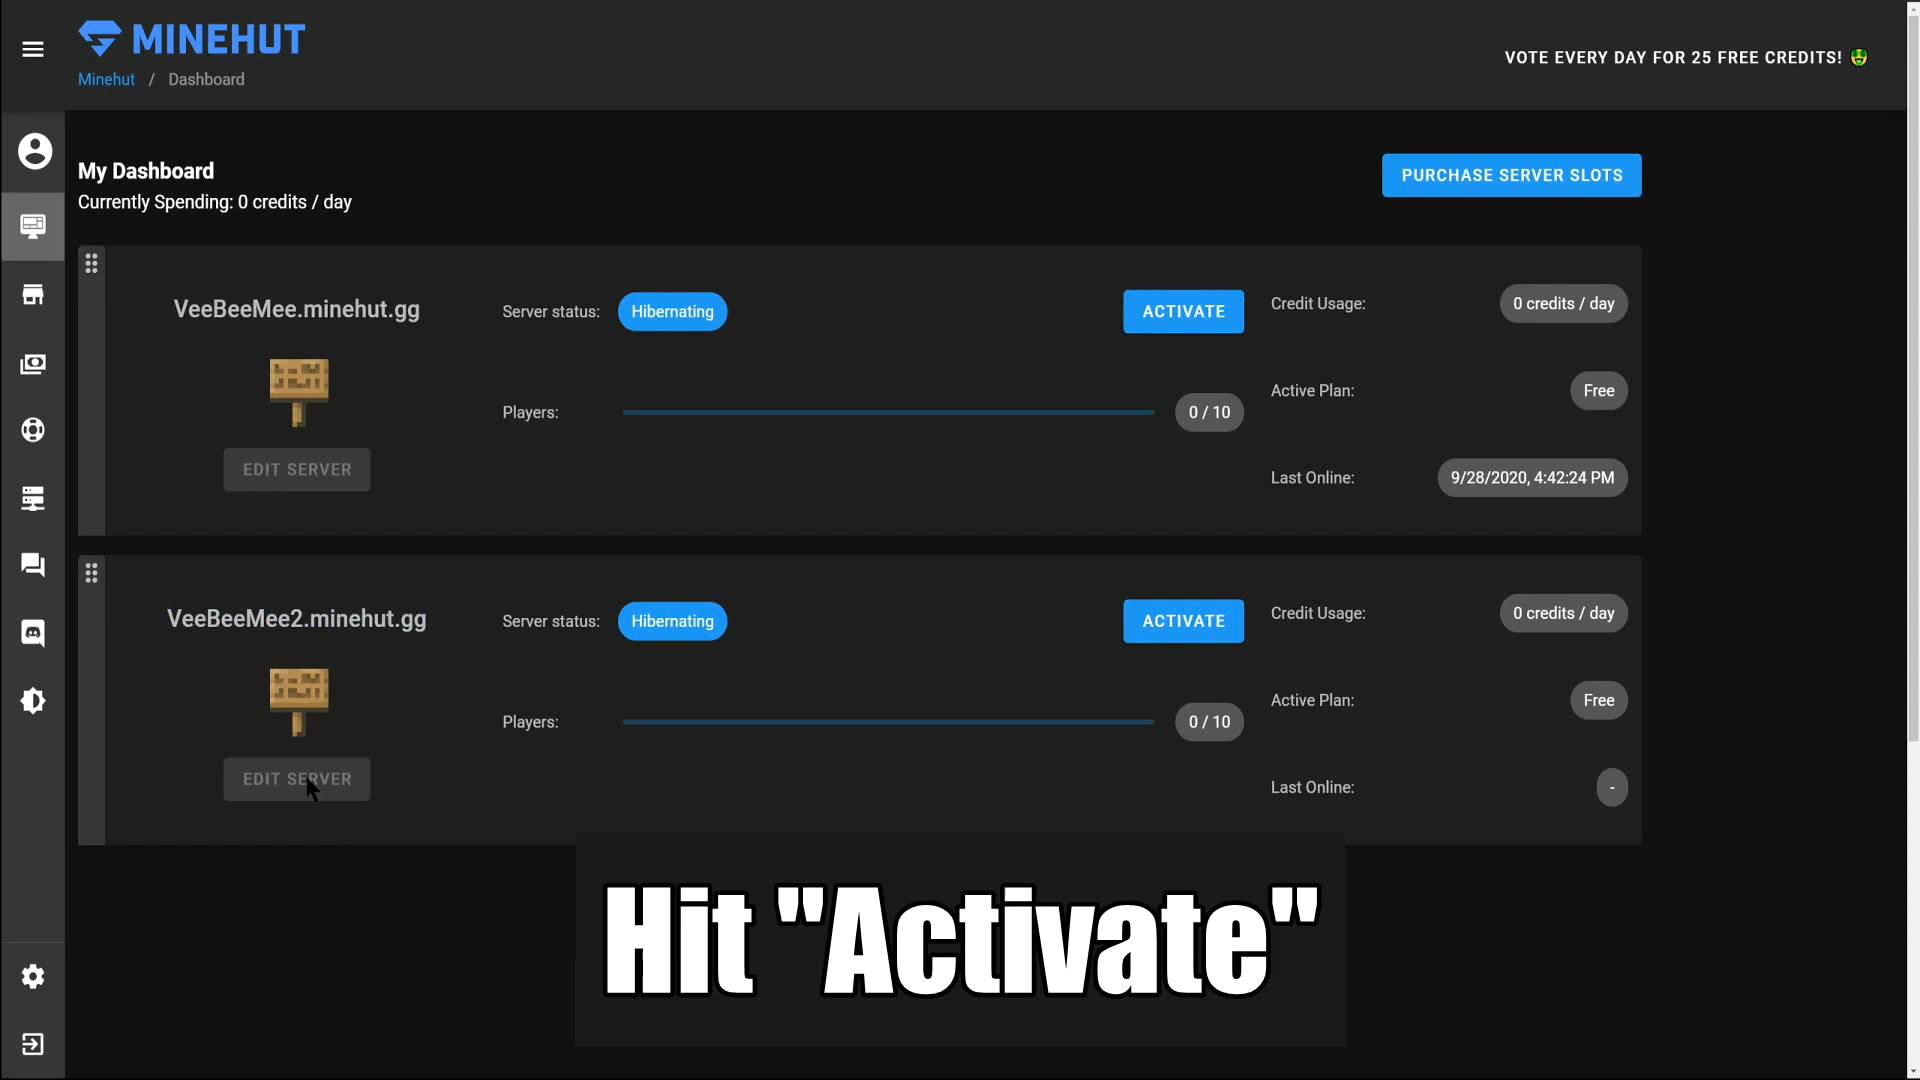 MINEHUT
VOTE EVERY DAY FOR 25 FREE CREDITS! 🤑
Minehut / Dashboard
My Dashboard
Currently Spending: 0 credits / day
PURCHASE SERVER SLOTS
VeeBeeMee.minehut.gg
Server status: Hibernating
ACTIVATE
Credit Usage: 0 credits / day
Players: 0 / 10
Active Plan: Free
EDIT SERVER
Last Online: 9/28/2020, 4:42:24 PM
VeeBeeMee2.minehut.gg
Server status: Hibernating
ACTIVATE
Credit Usage: 0 credits / day
Players: 0 / 10
Active Plan: Free
EDIT SERVER
Last Online: -
Hit "Activate"